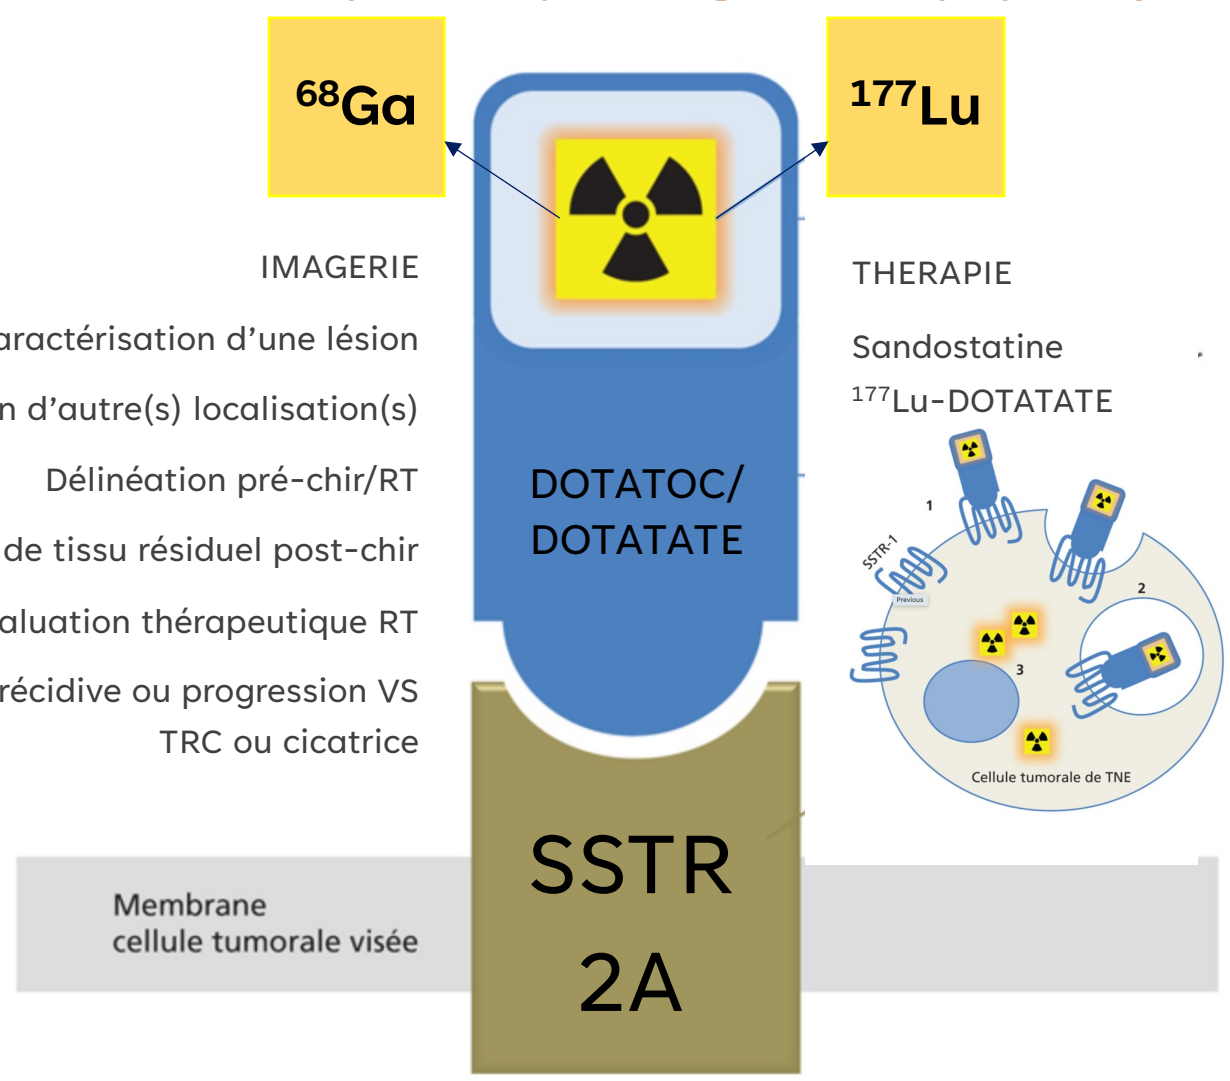 ⁶⁸Ga
¹⁷⁷Lu
IMAGERIE
d’une lésion
d’autre(s) localisation(s)
Délinéation pré-chir/RT
de tissu résiduel post-chir
thérapeutique RT
récidive ou progression VS
TRC ou cicatrice
DOTATOC/
DOTATATE
SSTR
2A
Membrane
cellule tumorale visée
THERAPIE
Sandostatine
¹⁷⁷Lu-DOTATATE
1
SSTR-1
Previous
2
3
Cellule tumorale de TNE